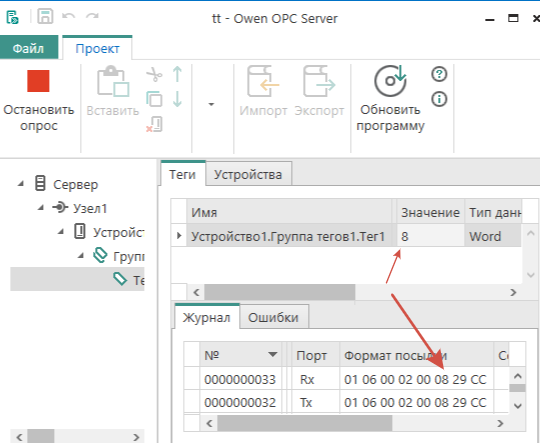 tt - Owen OPC Server
Файл Проект
Остановить опрос
Вставить
Импорт Экспорт
Обновить программу
Сервер
Узел1
Устройс
Групп
Те
Теги Устройства
Имя Значение Тип данн
Устройство1.Группа тегов1.Тег1 8 Word
Журнал Ошибки
№ Порт Формат посылки Со
0000000033 Rx 01 06 00 02 00 08 29 CC
0000000032 Tx 01 06 00 02 00 08 29 CC